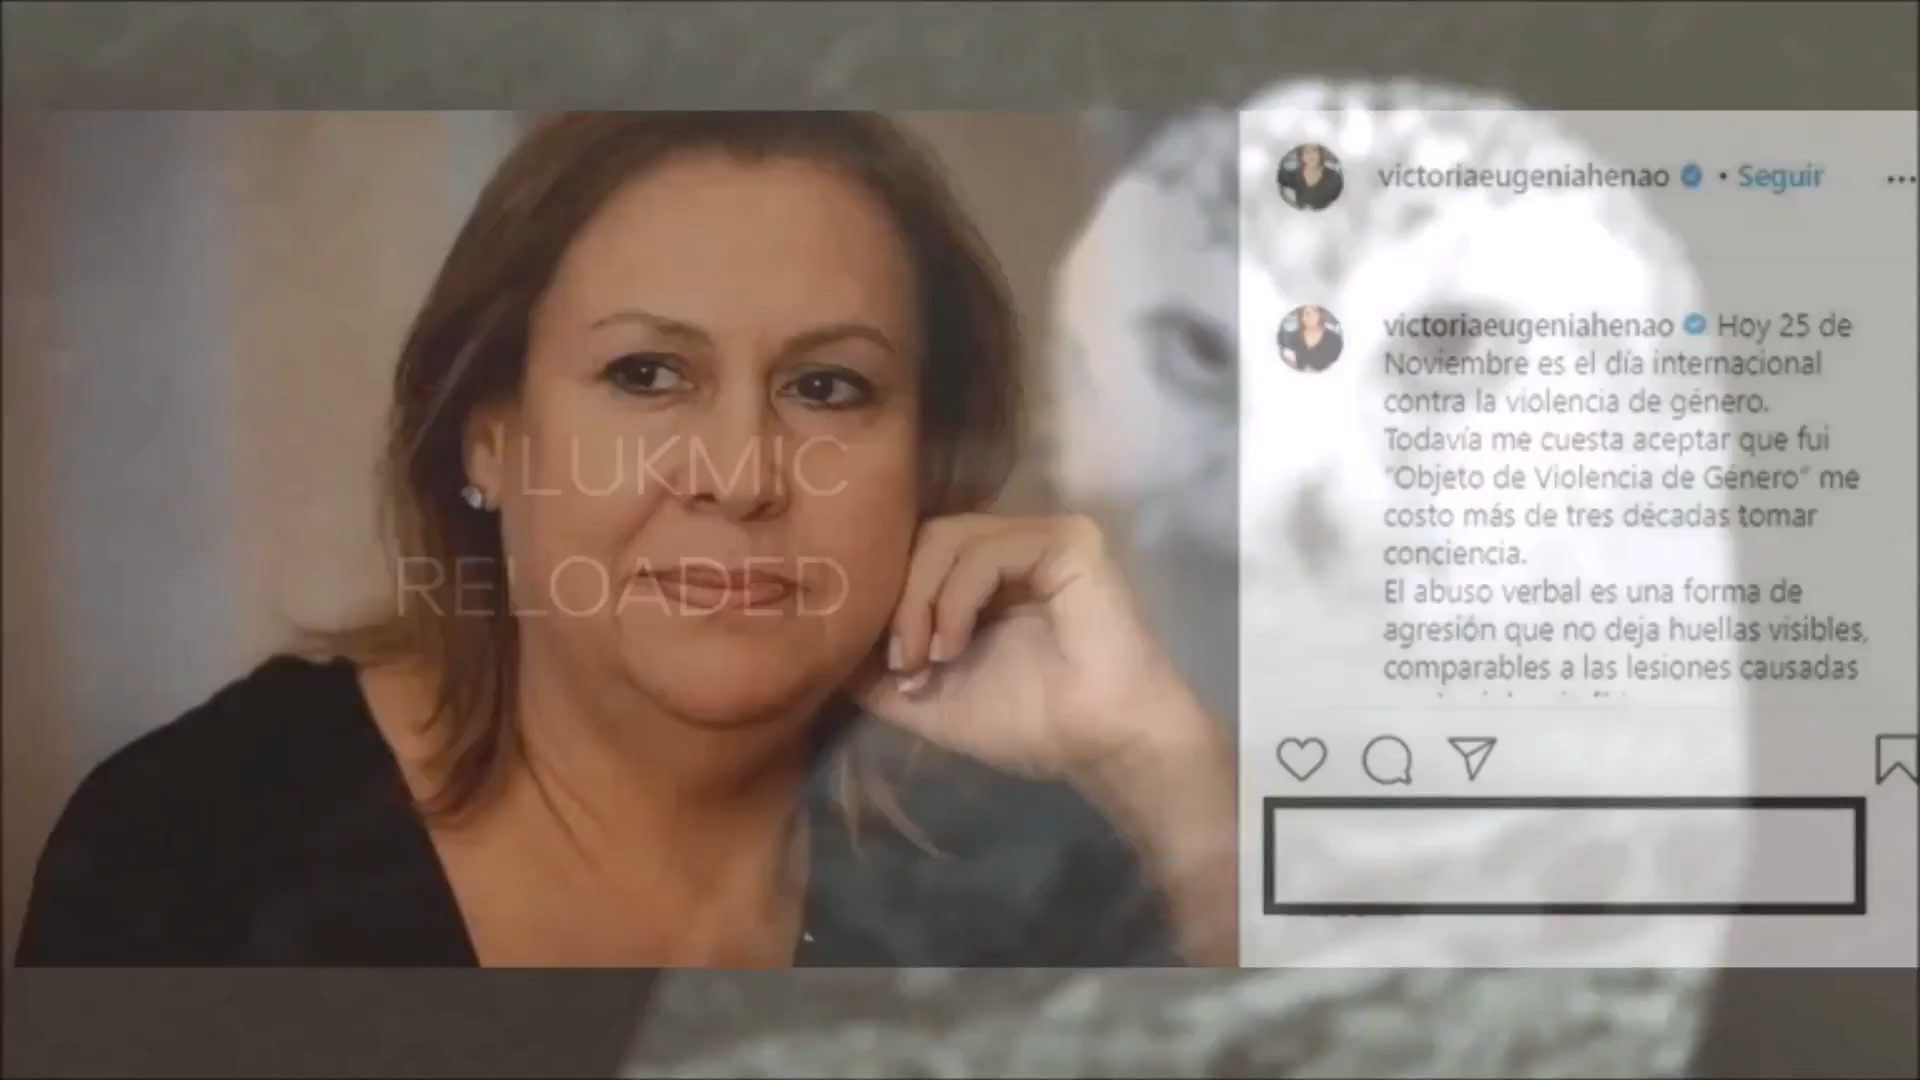 LUKMIC
RELOADED
victoriaeugeniahenao • Seguir
victoriaeugeniahenao Hoy 25 de
Noviembre es el día internacional
contra la violencia de género.
Todavía me cuesta aceptar que fui
"Objeto de Violencia de Género" me
costo más de tres décadas tomar
conciencia.
El abuso verbal es una forma de
agresión que no deja huellas visibles,
comparables a las lesiones causadas